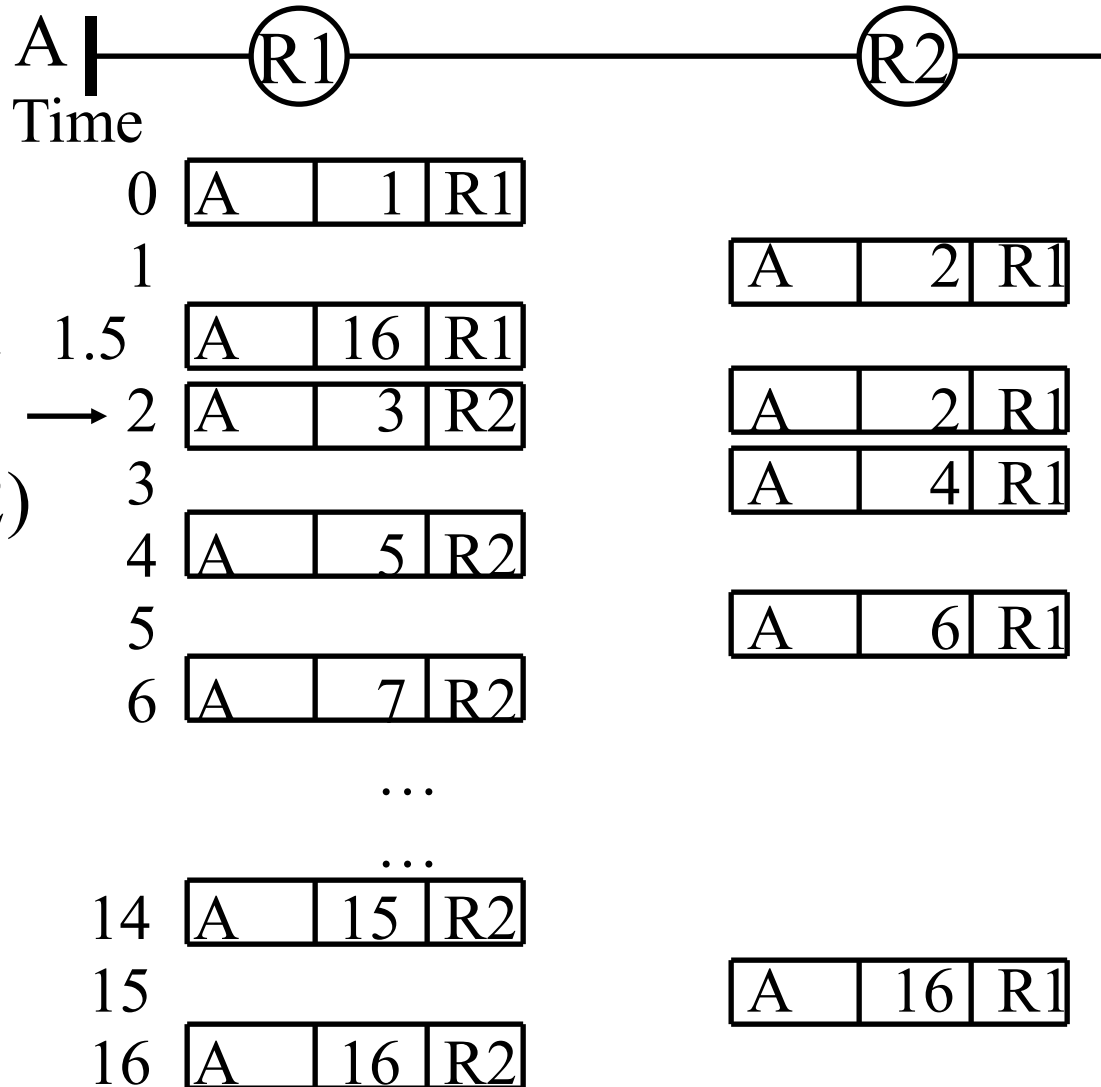 A R1 R2
Time
0 A 1 R1
1 A 2 R1
1.5 A 16 R1
2 A 3 R2 A 2 R1
3 A 4 R1
4 A 5 R2
5 A 6 R1
6 A 7 R2
…
…
14 A 15 R2
15 A 16 R1
16 A 16 R2